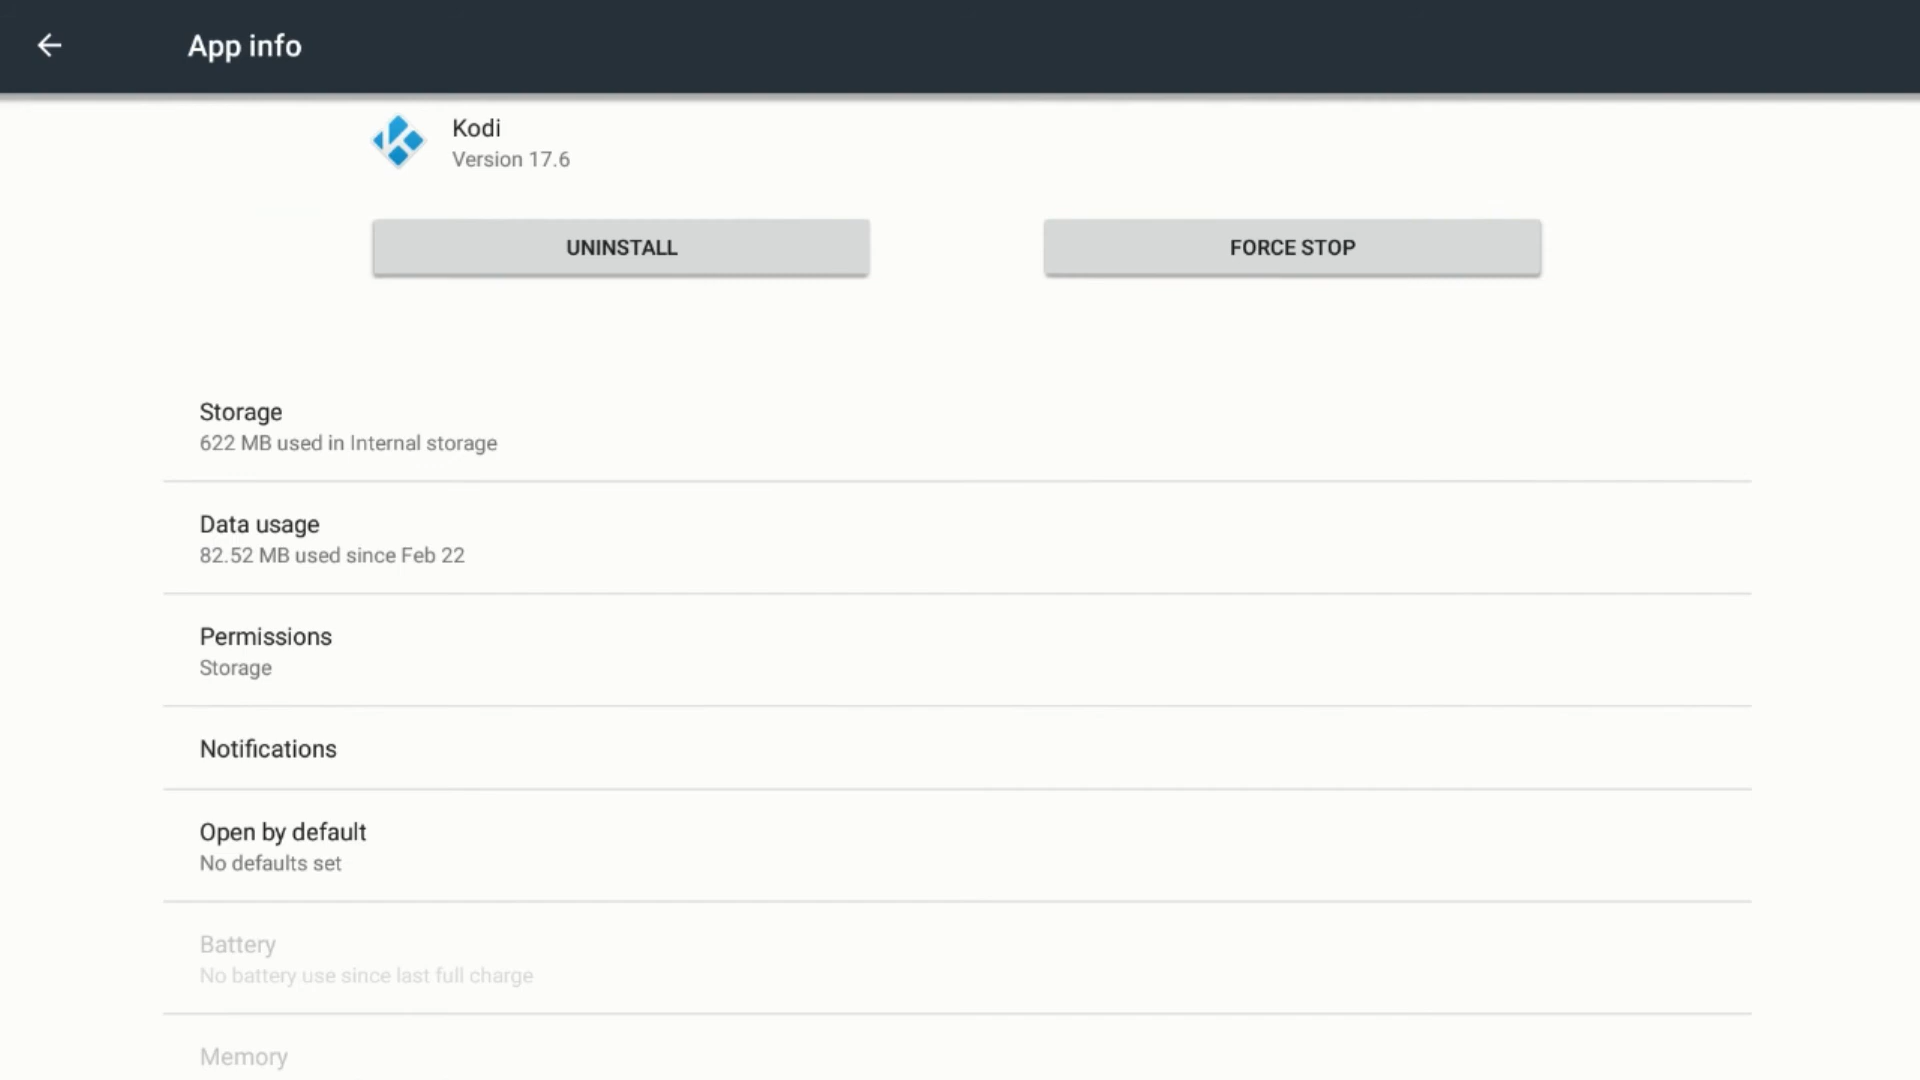 App info
Kodi
Version 17.6
UNINSTALL
FORCE STOP
Storage
622 MB used in Internal storage
Data usage
82.52 MB used since Feb 22
Permissions
Storage
Notifications
Open by default
No defaults set
Battery
No battery use since last full charge
Memory